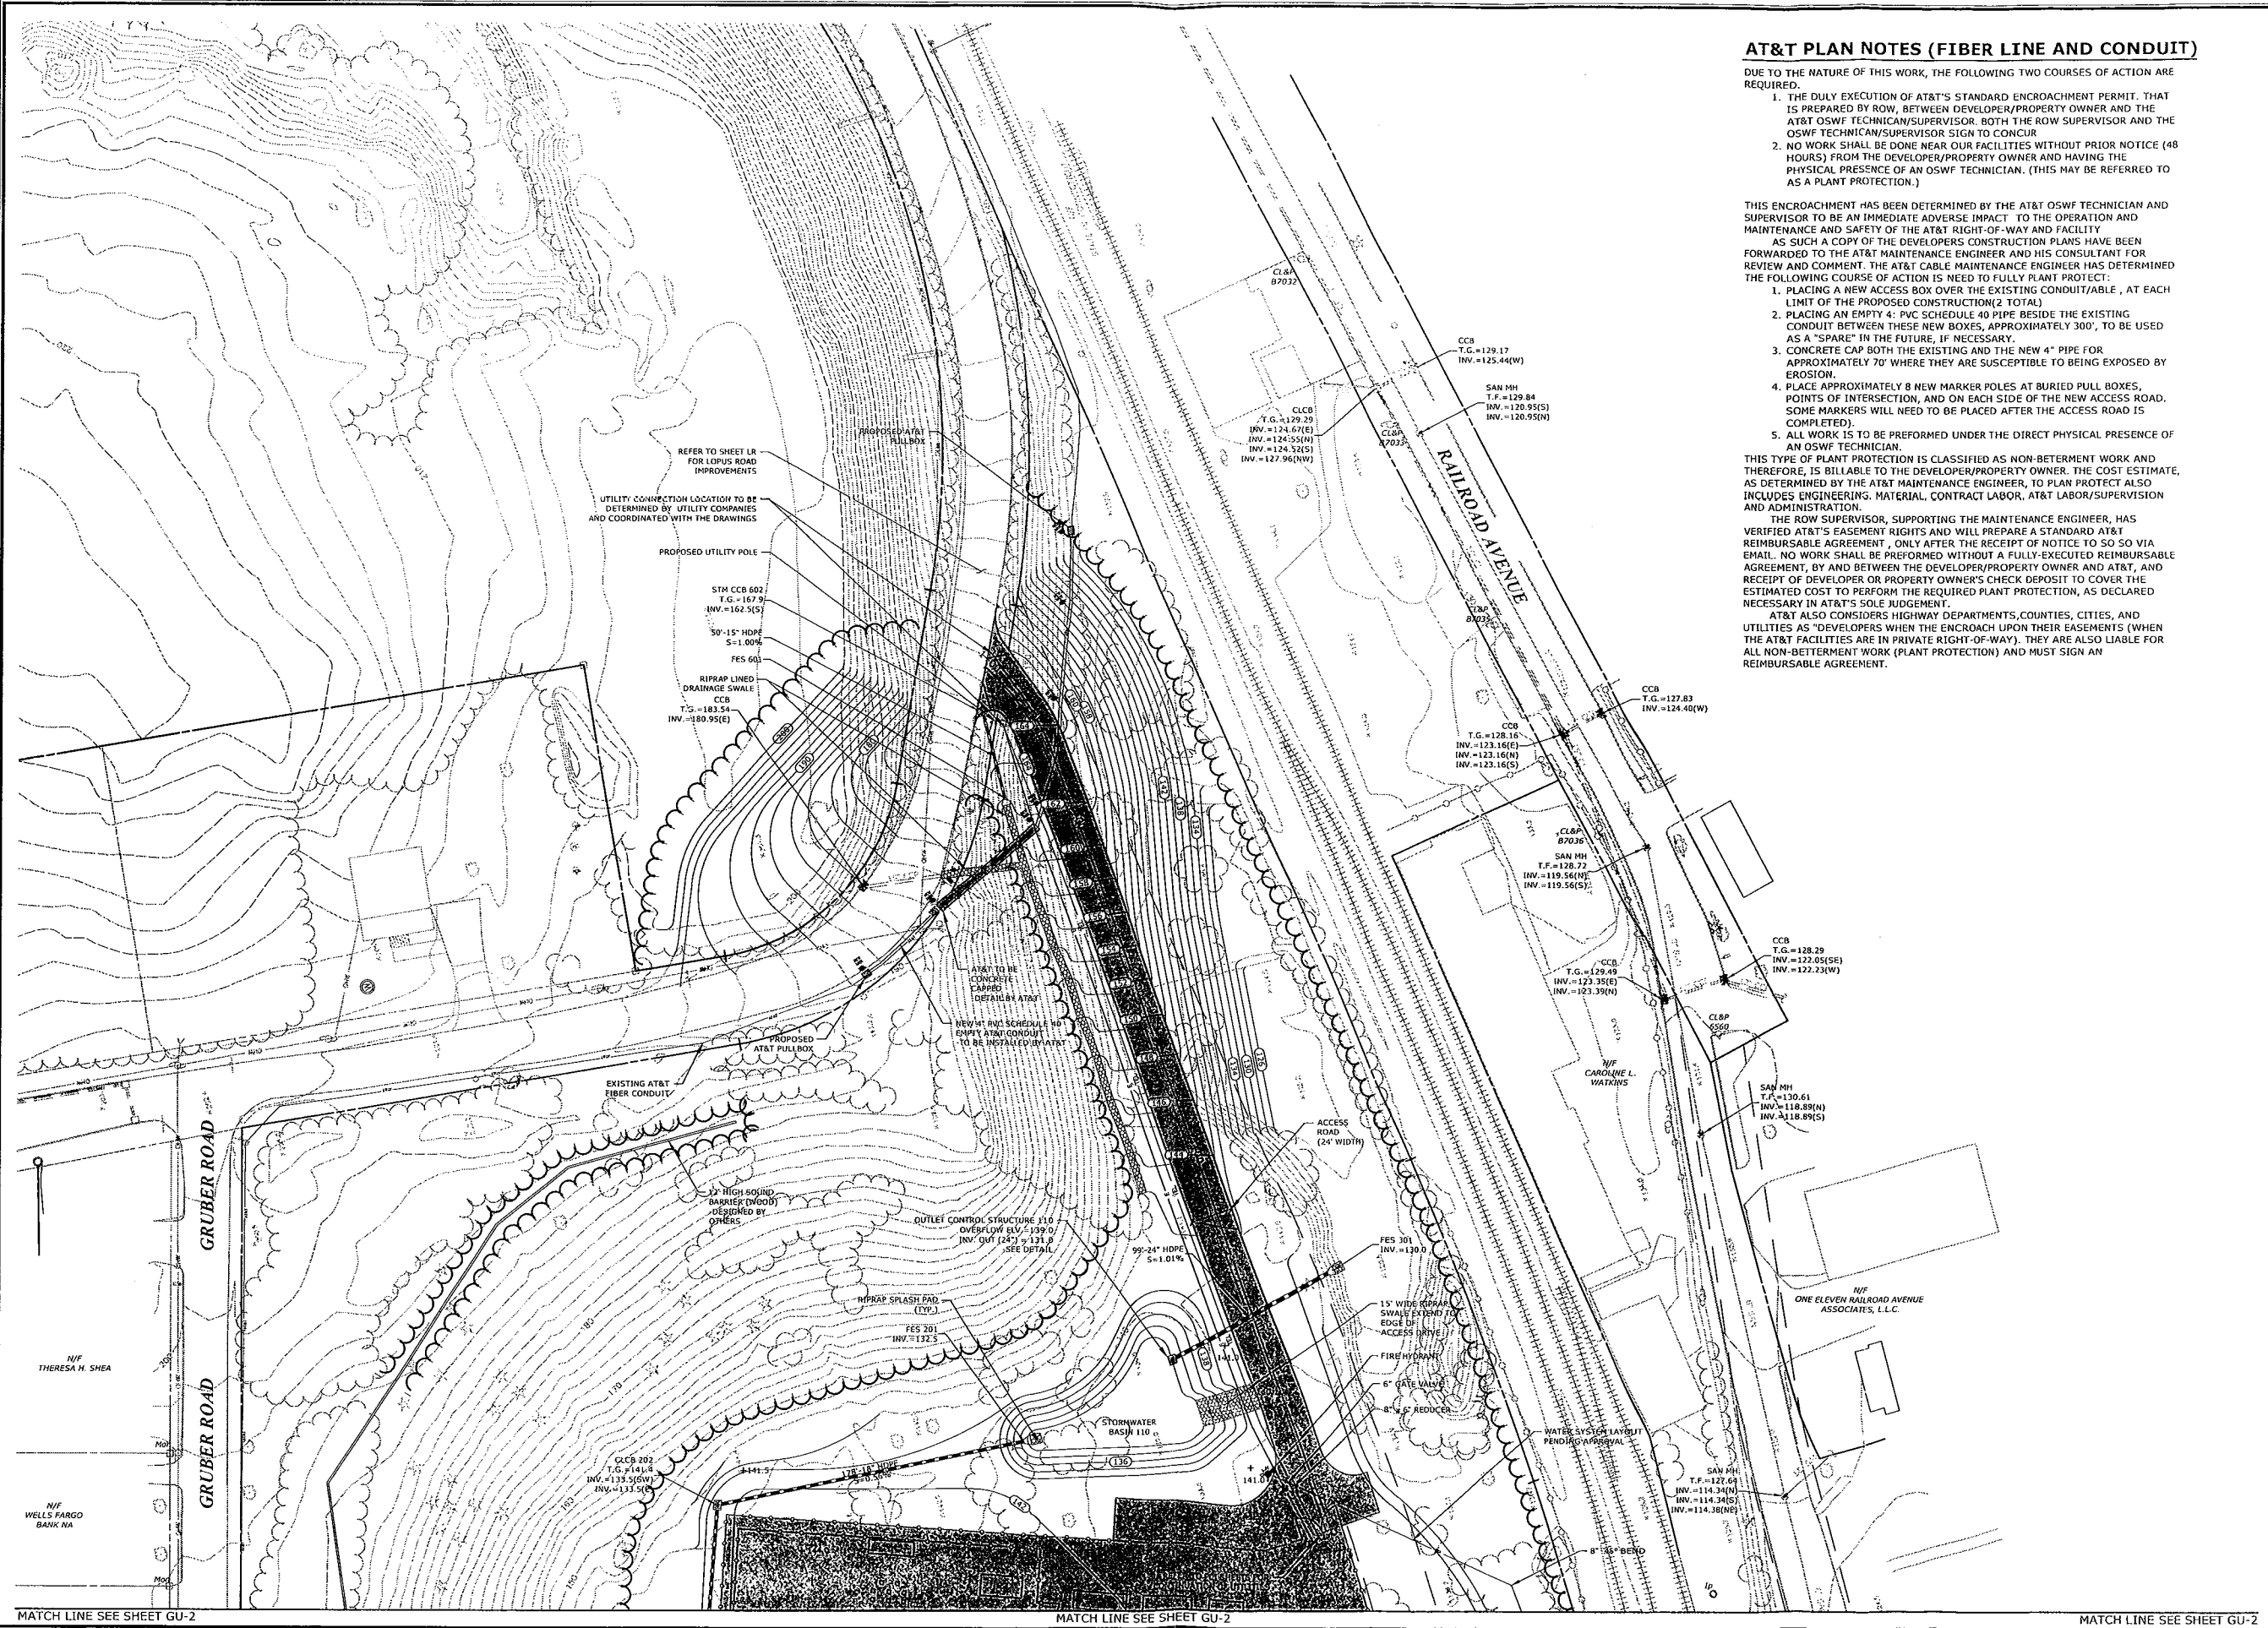 AT&T PLAN NOTES (FIBER LINE AND CONDUIT)
DUE TO THE NATURE OF THIS WORK, THE FOLLOWING TWO COURSES OF ACTION ARE
REQUIRED.
1. THE DULY EXECUTION OF AT&T'S STANDARD ENCROACHMENT PERMIT. THAT
IS PREPARED BY ROW, BETWEEN DEVELOPER/PROPERTY OWNER AND THE
AT&T OSWF TECHNICAN/SUPERVISOR. BOTH THE ROW SUPERVISOR AND THE
OSWF TECHNICAN/SUPERVISOR SIGN TO CONCUR
2. NO WORK SHALL BE DONE NEAR OUR FACILITIES WITHOUT PRIOR NOTICE (48
HOURS) FROM THE DEVELOPER/PROPERTY OWNER AND HAVING THE
PHYSICAL PRESENCE OF AN OSWF TECHNICIAN. (THIS MAY BE REFERRED TO
AS A PLANT PROTECTION.)
THIS ENCROACHMENT HAS BEEN DETERMINED BY THE AT&T OSWF TECHNICIAN AND
SUPERVISOR TO BE AN IMMEDIATE ADVERSE IMPACT TO THE OPERATION AND
MAINTENANCE AND SAFETY OF THE AT&T RIGHT-OF-WAY AND FACILITY
AS SUCH A COPY OF THE DEVELOPERS CONSTRUCTION PLANS HAVE BEEN
FORWARDED TO THE AT&T MAINTENANCE ENGINEER AND HIS CONSULTANT FOR
REVIEW AND COMMENT. THE AT&T CABLE MAINTENANCE ENGINEER HAS DETERMINED
THE FOLLOWING COURSE OF ACTION IS NEED TO FULLY PLANT PROTECT:
1. PLACING A NEW ACCESS BOX OVER THE EXISTING CONDUIT/ABLE , AT EACH
LIMIT OF THE PROPOSED CONSTRUCTION(2 TOTAL)
2. PLACING AN EMPTY 4: PVC SCHEDULE 40 PIPE BESIDE THE EXISTING
CONDUIT BETWEEN THESE NEW BOXES, APPROXIMATELY 300', TO BE USED
AS A "SPARE" IN THE FUTURE, IF NECESSARY.
3. CONCRETE CAP BOTH THE EXISTING AND THE NEW 4" PIPE FOR
APPROXIMATELY 70' WHERE THEY ARE SUSCEPTIBLE TO BEING EXPOSED BY
EROSION.
4. PLACE APPROXIMATELY 8 NEW MARKER POLES AT BURIED PULL BOXES,
POINTS OF INTERSECTION, AND ON EACH SIDE OF THE NEW ACCESS ROAD.
SOME MARKERS WILL NEED TO BE PLACED AFTER THE ACCESS ROAD IS
COMPLETED).
5. ALL WORK IS TO BE PREFORMED UNDER THE DIRECT PHYSICAL PRESENCE OF
AN OSWF TECHNICIAN.
THIS TYPE OF PLANT PROTECTION IS CLASSIFIED AS NON-BETERMENT WORK AND
THEREFORE, IS BILLABLE TO THE DEVELOPER/PROPERTY OWNER. THE COST ESTIMATE,
AS DETERMINED BY THE AT&T MAINTENANCE ENGINEER, TO PLAN PROTECT ALSO
INCLUDES ENGINEERING. MATERIAL, CONTRACT LABOR, AT&T LABOR/SUPERVISION
AND ADMINISTRATION.
THE ROW SUPERVISOR, SUPPORTING THE MAINTENANCE ENGINEER, HAS
VERIFIED AT&T'S EASEMENT RIGHTS AND WILL PREPARE A STANDARD AT&T
REIMBURSABLE AGREEMENT , ONLY AFTER THE RECEIPT OF NOTICE TO SO SO VIA
EMAIL. NO WORK SHALL BE PREFORMED WITHOUT A FULLY-EXECUTED REIMBURSABLE
AGREEMENT, BY AND BETWEEN THE DEVELOPER/PROPERTY OWNER AND AT&T, AND
RECEIPT OF DEVELOPER OR PROPERTY OWNER'S CHECK DEPOSIT TO COVER THE
ESTIMATED COST TO PERFORM THE REQUIRED PLANT PROTECTION, AS DECLARED
NECESSARY IN AT&T'S SOLE JUDGEMENT.
AT&T ALSO CONSIDERS HIGHWAY DEPARTMENTS,COUNTIES, CITIES, AND
UTILITIES AS "DEVELOPERS WHEN THE ENCROACH UPON THEIR EASEMENTS (WHEN
THE AT&T FACILITIES ARE IN PRIVATE RIGHT-OF-WAY). THEY ARE ALSO LIABLE FOR
ALL NON-BETTERMENT WORK (PLANT PROTECTION) AND MUST SIGN AN
REIMBURSABLE AGREEMENT.
220
CL&P
B7032
CCB
T.G.=129.17
INV.=125.44(W)
SAN MH
T.F.=129.84
INV.=120.95(S)
INV.=120.95(N)
CLCB
T.G.=129.29
INV.=124.67(E)
INV.=124.55(N)
INV.=124.52(S)
INV.=127.96(NW)
CL&P
RAILROAD AVENUE
PROPOSED AT&T
PULLBOX
REFER TO SHEET LR
FOR LOPUS ROAD
IMPROVEMENTS
UTILITY CONNECTION LOCATION TO BE
DETERMINED BY UTILITY COMPANIES
AND COORDINATED WITH THE DRAWINGS
PROPOSED UTILITY POLE
STM CCB 602
T.G.=167.9
INV.=162.5(S)
50'-15" HDPE
S=1.00%
FES 601
RIPRAP LINED
DRAINAGE SWALE
CCB
T.G.=183.54
INV.=180.95(E)
CCB
T.G.=127.83
INV.=124.40(W)
CCB
T.G.=128.16
INV.=123.16(E)
INV.=123.16(N)
INV.=123.16(S)
CL&P
B7036
SAN MH
T.F.=128.72
INV.=119.56(N)
INV.=119.56(S)
CCB
T.G.=128.29
INV.=122.05(SE)
INV.=122.23(W)
CCB
T.G.=129.49
INV.=123.35(E)
INV.=123.39(N)
CL&P
6560
N/F
CAROLINE L.
WATKINS
SAN MH
T.F.=130.61
INV.=118.89(N)
INV.=118.89(S)
AT&T TO BE
CONCRETE
CAPPED
DETAIL BY AT&T
NEW 4" PVC SCHEDULE 40
EMPTY AT&T CONDUIT
TO BE INSTALLED BY AT&T
PROPOSED
AT&T PULLBOX
EXISTING AT&T
FIBER CONDUIT
GRUBER ROAD
ACCESS
ROAD
(24' WIDTH)
12' HIGH SOUND
BARRIER (WOOD)
DESIGNED BY
OTHERS
OUTLET CONTROL STRUCTURE 110
OVERFLOW ELV.=139.0
INV. OUT (24") = 131.0
SEE DETAIL
99'-24" HDPE
S=1.01%
FES 301
INV.=130.0
RIPRAP SPLASH PAD
(TYP.)
FES 201
INV.=132.5
15' WIDE RIPRAP
SWALE EXTEND TO
EDGE OF
ACCESS DRIVE
FIRE HYDRANT
6" GATE VALVE
8" x 6" REDUCER
WATER SYSTEM LAYOUT
PENDING APPROVAL
STORMWATER
BASIN 110
N/F
ONE ELEVEN RAILROAD AVENUE
ASSOCIATES, L.L.C.
N/F
THERESA H. SHEA
GRUBER ROAD
CLCB 202
T.G.=141.4
INV.=133.5(SW)
INV.=133.5(E)
N/F
WELLS FARGO
BANK NA
SAN MH
T.F.=127.64
INV.=114.34(N)
INV.=114.34(S)
INV.=114.38(NE)
8" 45° BEND
MATCH LINE SEE SHEET GU-2
MATCH LINE SEE SHEET GU-2
MATCH LINE SEE SHEET GU-2